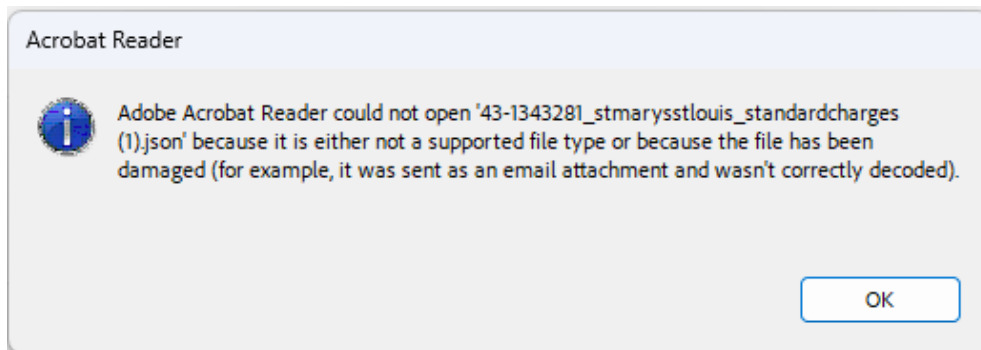 Acrobat Reader
Adobe Acrobat Reader could not open '43-1343281_stmarysstlouis_standardcharges
(1).json' because it is either not a supported file type or because the file has been
damaged (for example, it was sent as an email attachment and wasn't correctly decoded).
OK